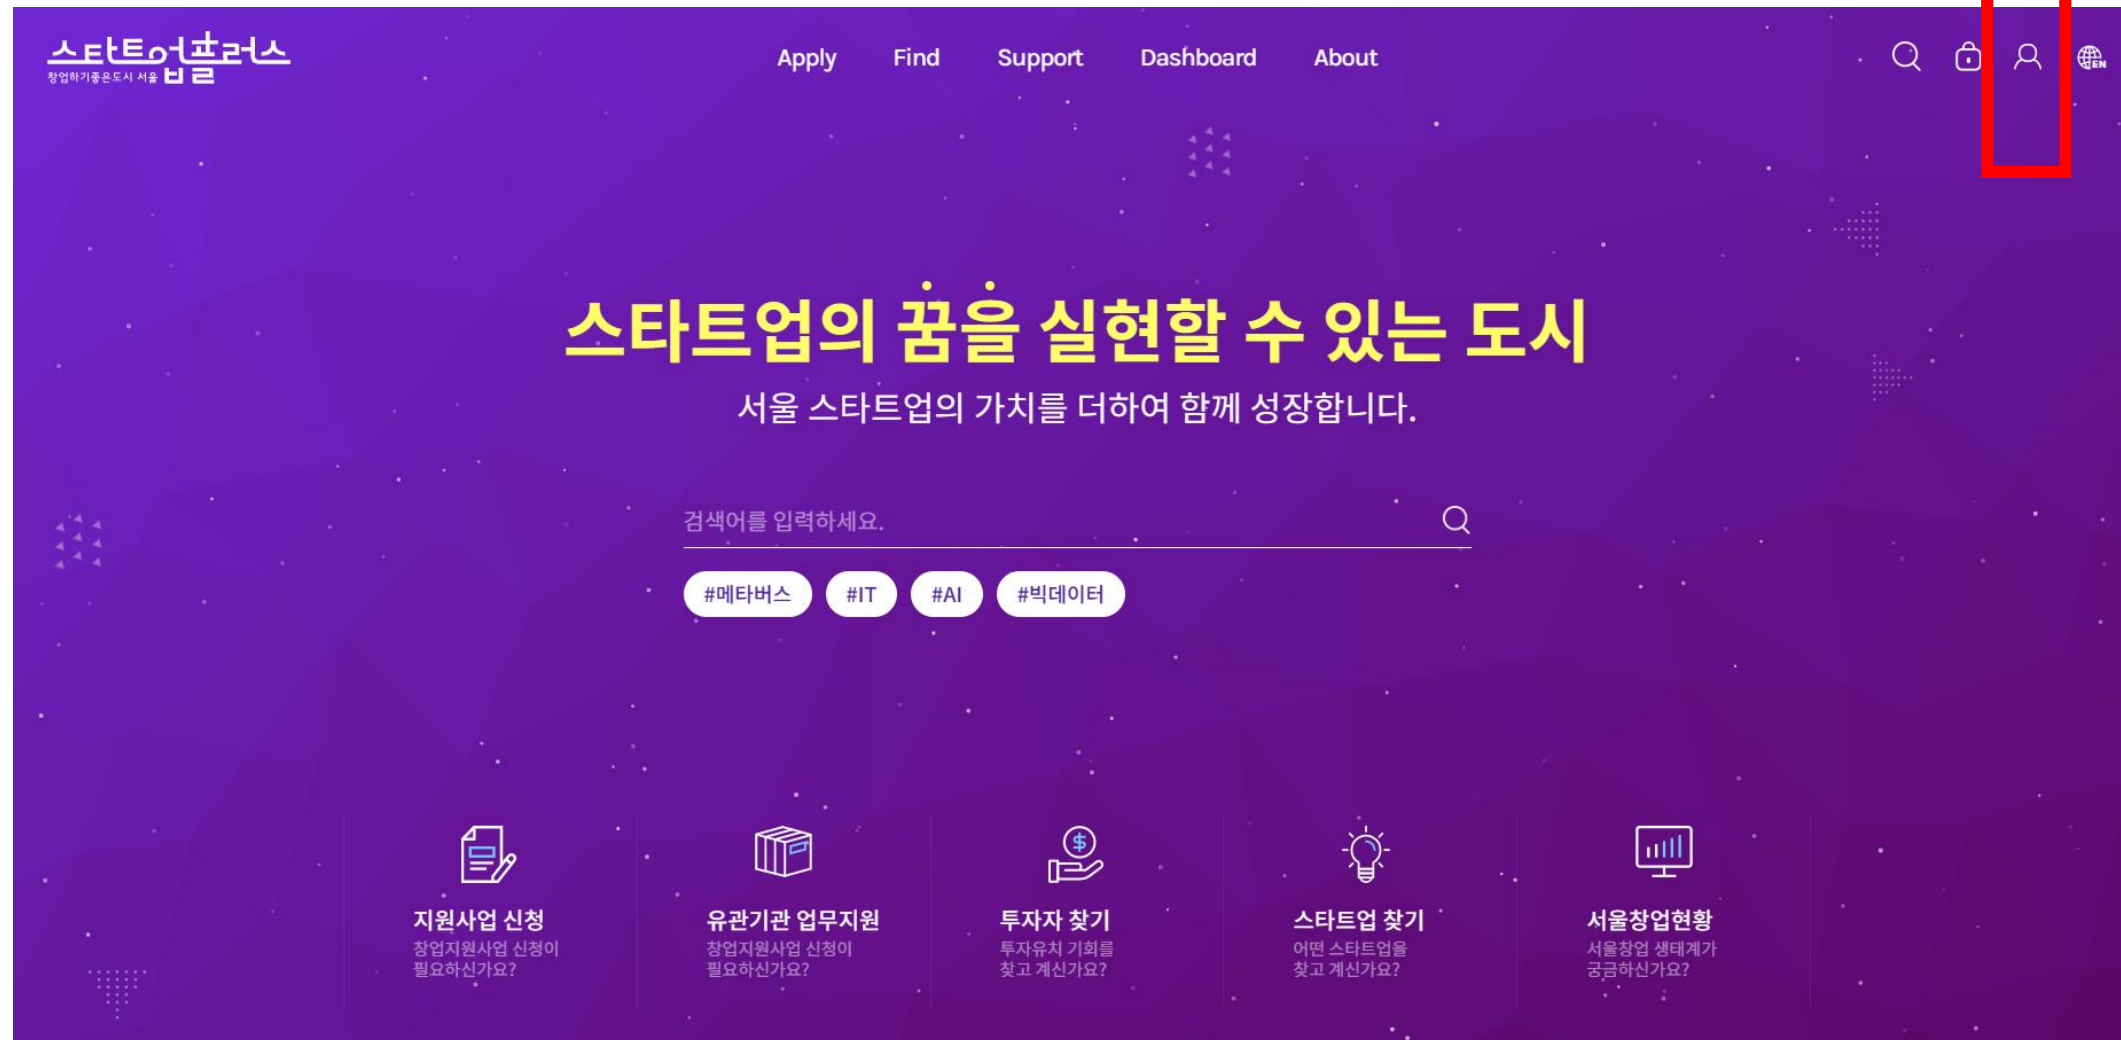 스타트업플러스
창업하기좋은도시 서울
Apply Find Support Dashboard About
EN
스타트업의 꿈을 실현할 수 있는 도시
서울 스타트업의 가치를 더하여 함께 성장합니다.
검색어를 입력하세요.
#메타버스 #IT #AI #빅데이터
지원사업 신청
창업지원사업 신청이
필요하신가요?
유관기관 업무지원
창업지원사업 신청이
필요하신가요?
투자자 찾기
투자유치 기회를
찾고 계신가요?
스타트업 찾기
어떤 스타트업을
찾고 계신가요?
서울창업현황
서울창업 생태계가
궁금하신가요?